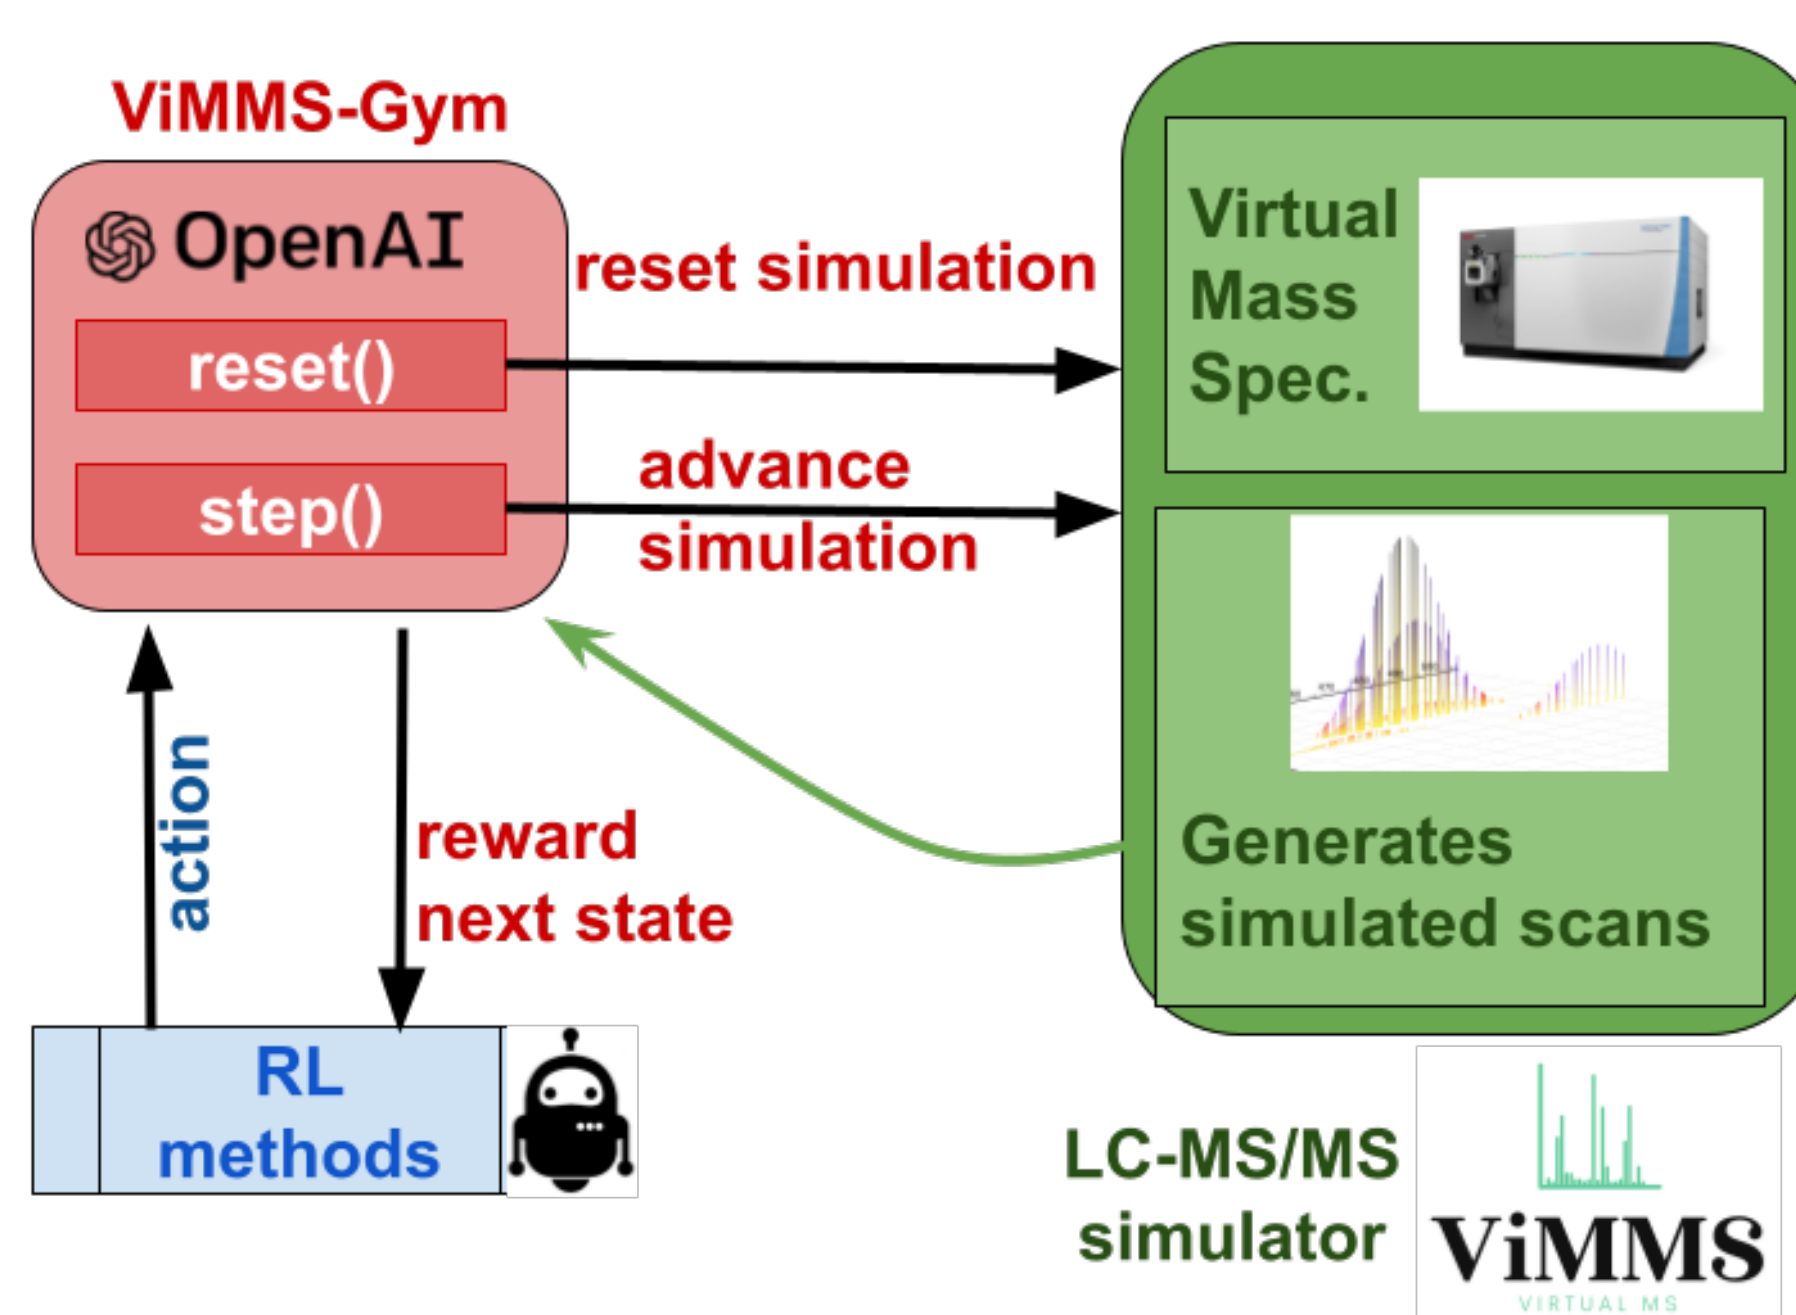 ViMMS-Gym
OpenAI
reset()
step()
reset simulation
advance
simulation
action
reward
next state
RL
methods
Virtual
Mass
Spec.
Generates
simulated scans
LC-MS/MS
simulator
ViMMS
VIRTUAL MS